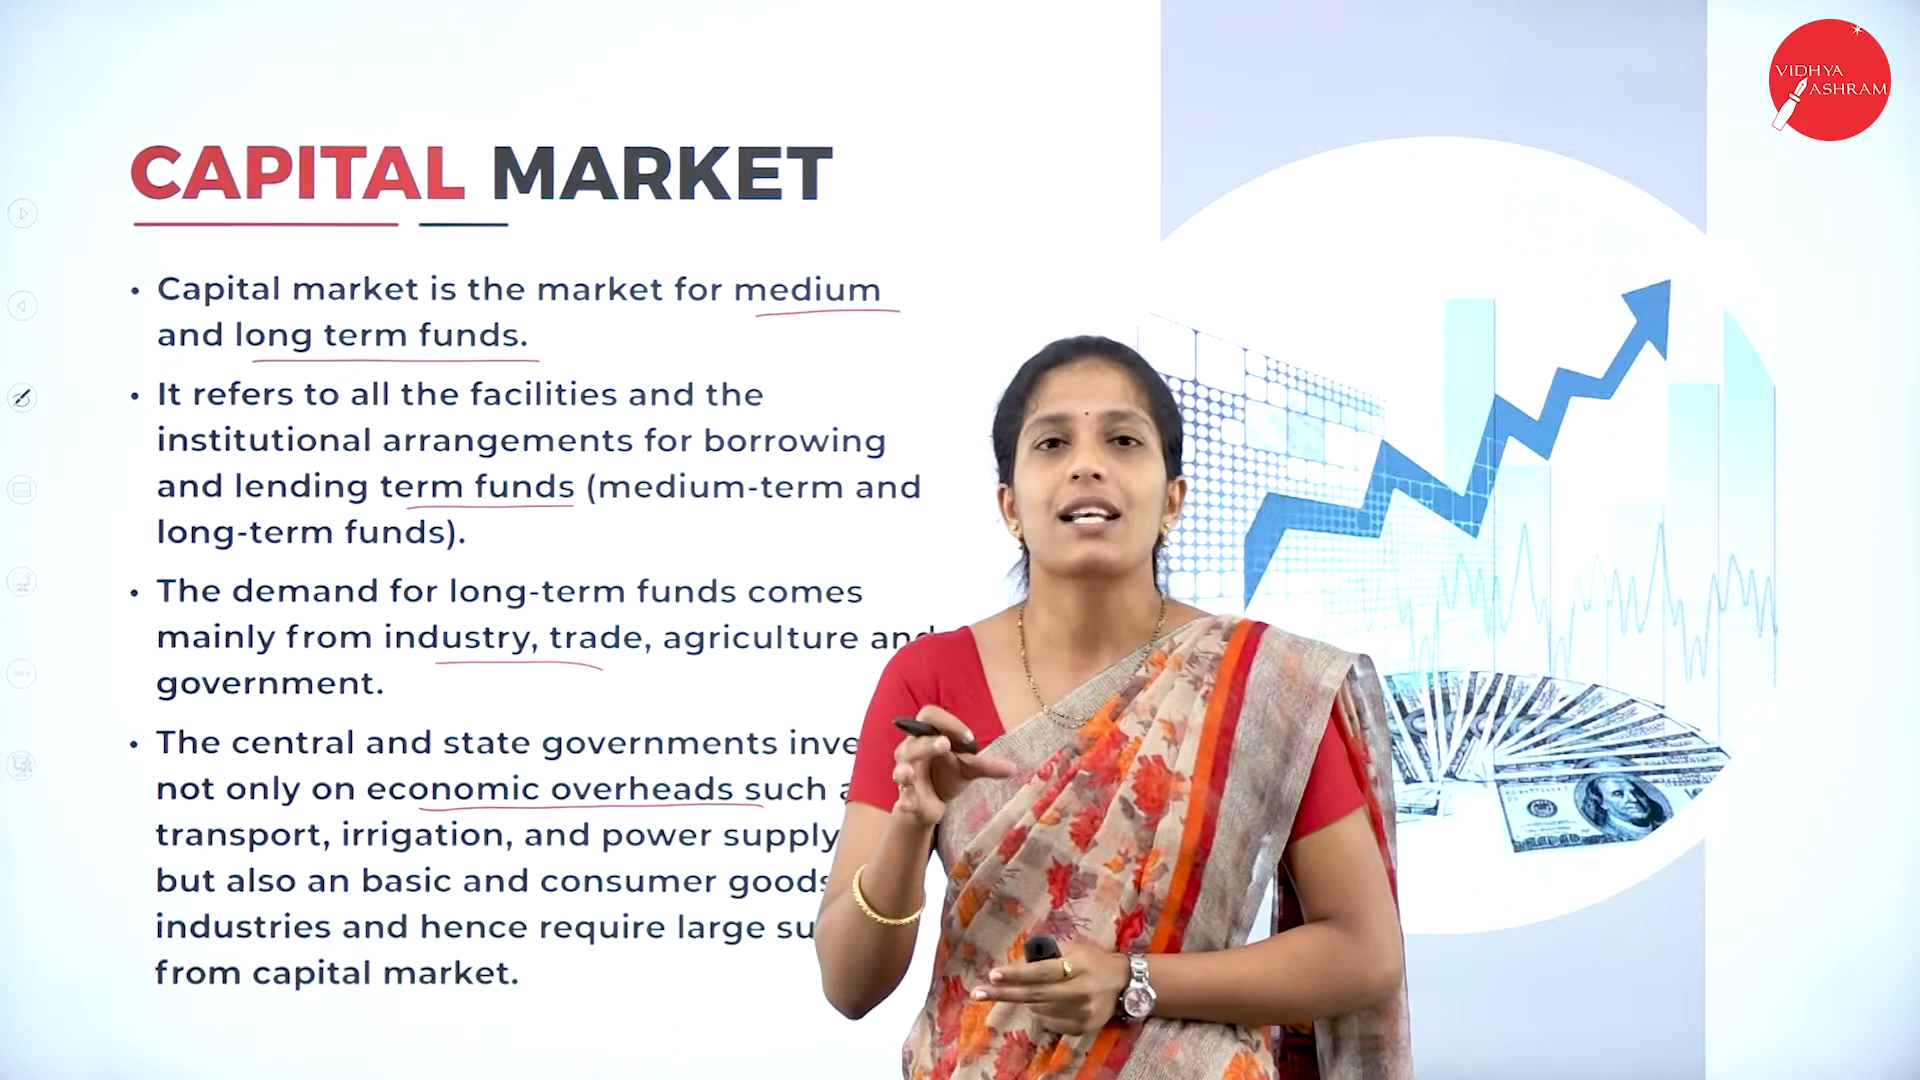 VIDHYA
ASHRAM
CAPITAL MARKET
• Capital market is the market for medium
and long term funds.
• It refers to all the facilities and the
institutional arrangements for borrowing
and lending term funds (medium-term and
long-term funds).
• The demand for long-term funds comes
mainly from industry, trade, agriculture and
government.
• The central and state governments
not only on economic overheads such
transport, irrigation, and power supply
but also an basic and consumer goods
industries and hence require large
from capital market.